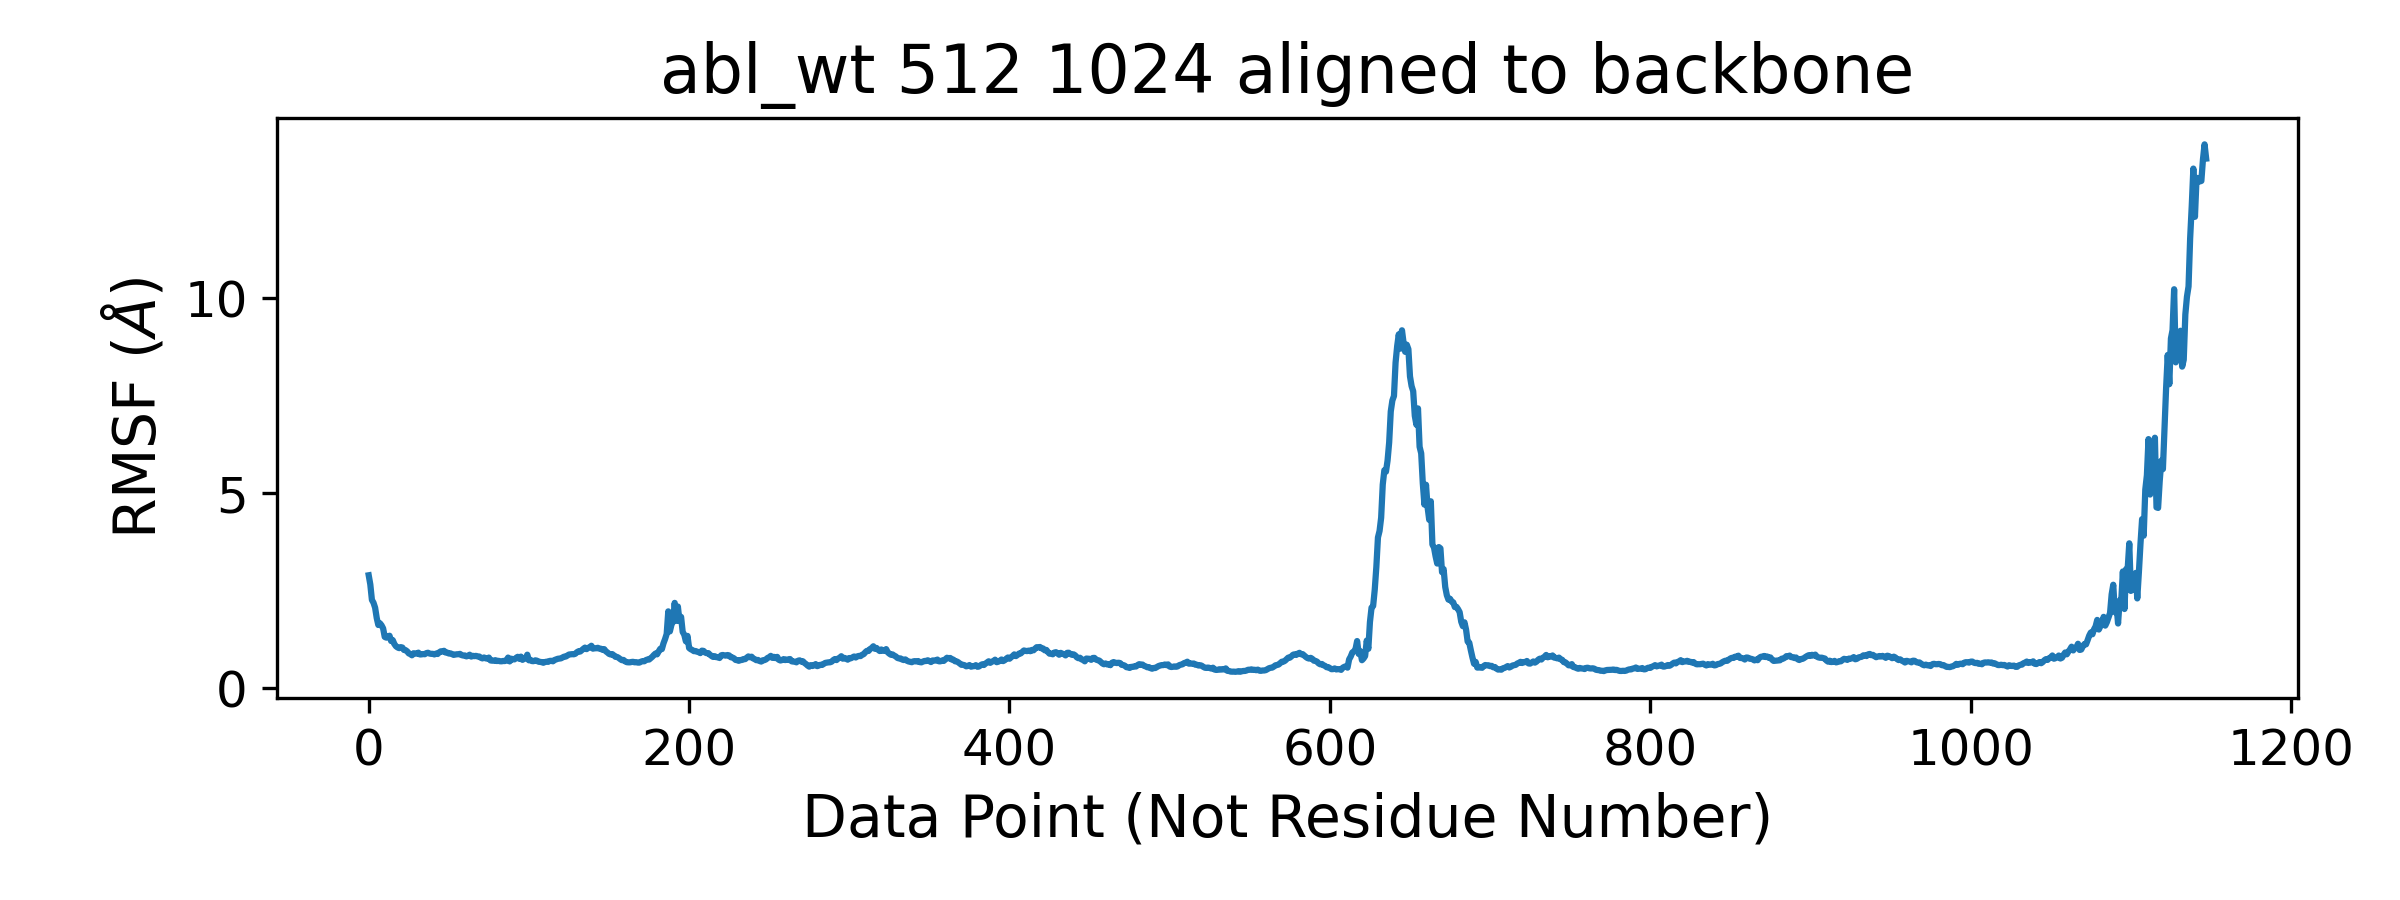 abl_wt 512 1024 aligned to backbone
RMSF (Å)
10
5
0
0 200 400 600 800 1000 1200
Data Point (Not Residue Number)